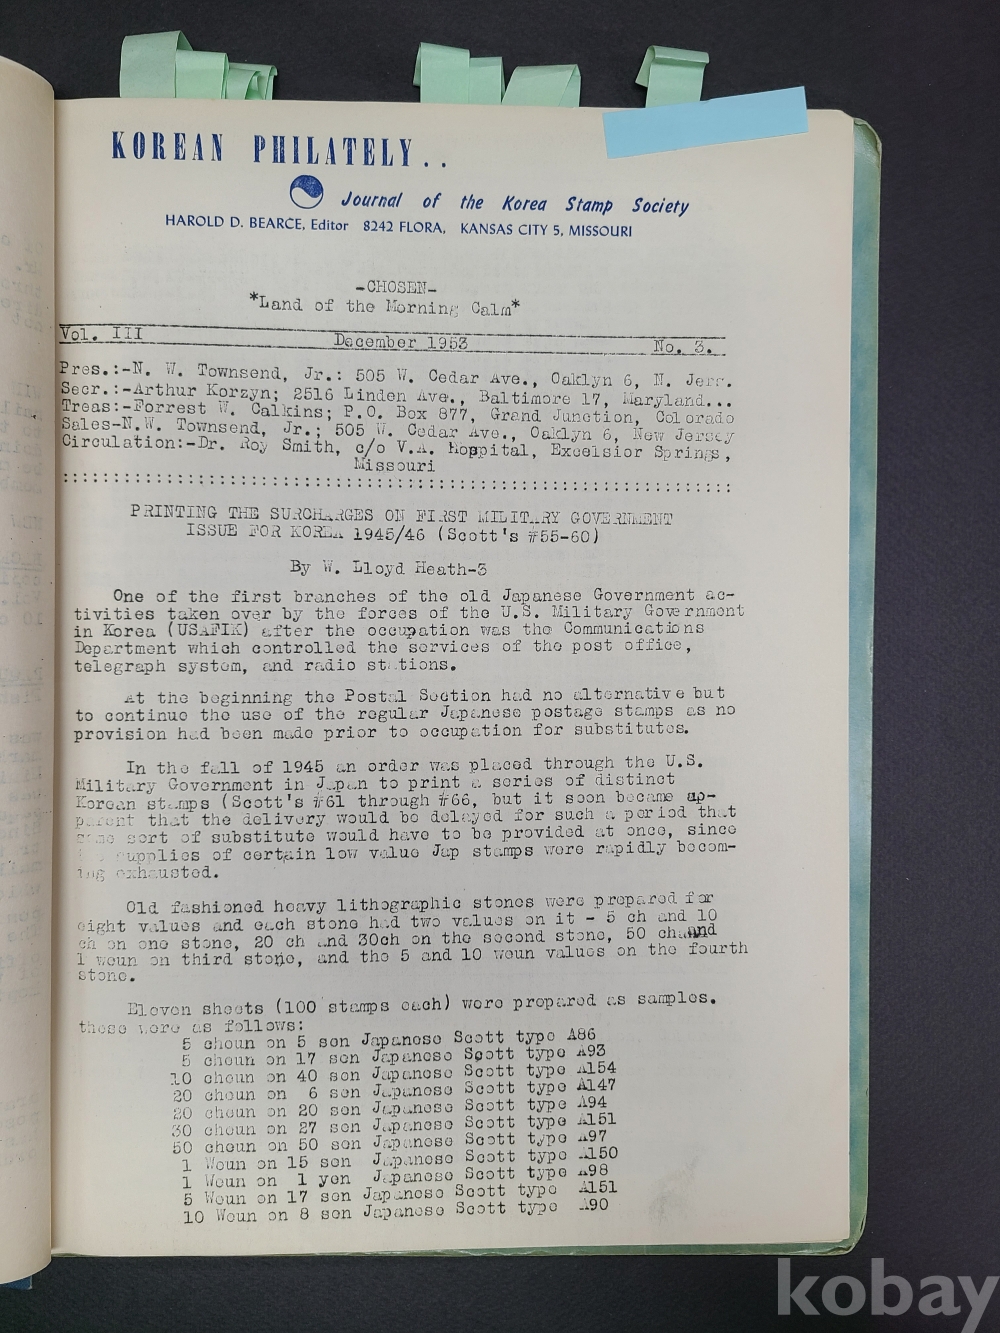 KOREAN PHILATELY..
Journal of the Korea Stamp Society
HAROLD D. BEARCE, Editor 8242 FLORA, KANSAS CITY 5, MISSOURI
-CHOSEN-
*Land of the Morning Calm*
Vol. III December 1953 No. 3.
Pres.:-N. W. Townsend, Jr.: 505 W. Cedar Ave., Oaklyn 6, N. Jerr.
Secr.:-Arthur Korzyn; 2516 Linden Ave., Baltimore 17, Maryland...
Treas:-Forrest W. Calkins; P.O. Box 877, Grand Junction, Colorado
Sales-N.W. Townsend, Jr.; 505 W. Cedar Ave., Oaklyn 6, New Jersey
Circulation:-Dr. Roy Smith, c/o V.A. Hospital, Excelsior Springs,
Missouri
PRINTING THE SURCHARGES ON FIRST MILITARY GOVERNMENT
ISSUE FOR KOREA 1945/46 (Scott's #55-60)
By W. Lloyd Heath-3
One of the first branches of the old Japanese Government ac-
tivities taken over by the forces of the U.S. Military Government
in Korea (USAFIK) after the occupation was the Communications
Department which controlled the services of the post office,
telegraph system, and radio stations.
At the beginning the Postal Section had no alternative but
to continue the use of the regular Japanese postage stamps as no
provision had been made prior to occupation for substitutes.
In the fall of 1945 an order was placed through the U.S.
Military Government in Japan to print a series of distinct
Korean stamps (Scott's #61 through #66, but it soon became ap-
parent that the delivery would be delayed for such a period that
some sort of substitute would have to be provided at once, since
supplies of certain low value Jap stamps were rapidly becom-
ing exhausted.
Old fashioned heavy lithographic stones were prepared for
eight values and each stone had two values on it - 5 ch and 10
ch on one stone, 20 ch and 30ch on the second stone, 50 ch and
1 woun on third stone, and the 5 and 10 woun values on the fourth
stone.
Eleven sheets (100 stamps each) were prepared as samples.
these were as follows:
5 cheun on 5 sen Japanese Scott type A86
5 cheun on 17 sen Japanese Scott type A93
10 cheun on 40 sen Japanese Scott type A154
20 cheun on 6 sen Japanese Scott type A147
20 cheun on 20 sen Japanese Scott type A94
30 cheun on 27 sen Japanese Scott type A151
50 cheun on 50 sen Japanese Scott type A97
1 Woun on 15 sen Japanese Scott type A150
1 Woun on 1 yen Japanese Scott type A98
5 Woun on 17 sen Japanese Scott type A151
10 Woun on 8 sen Japanese Scott type A90
kobay